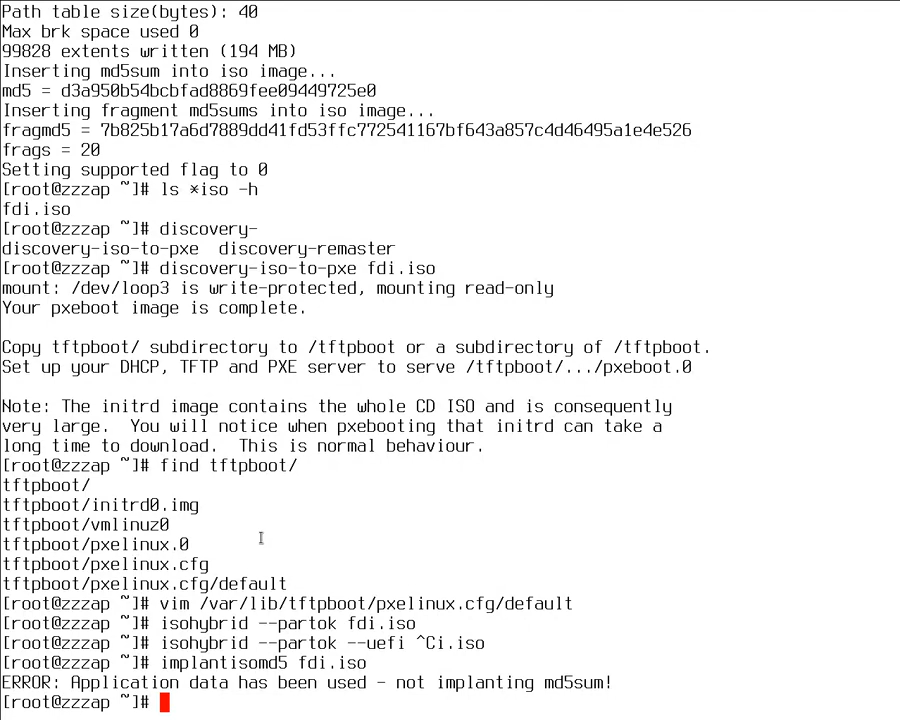 Path table size(bytes): 40
Max brk space used 0
99828 extents written (194 MB)
Inserting md5sum into iso image...
md5 = d3a950b54bcbfad8869fee09449725e0
Inserting fragment md5sums into iso image...
fragmd5 = 7b825b17a6d7889dd41fd53ffc772541167bf643a857c4d46495a1e4e526
frags = 20
Setting supported flag to 0
[root@zzzap ~]# ls *iso -h
fdi.iso
[root@zzzap ~]# discovery-
discovery-iso-to-pxe  discovery-remaster
[root@zzzap ~]# discovery-iso-to-pxe fdi.iso
mount: /dev/loop3 is write-protected, mounting read-only
Your pxeboot image is complete.

Copy tftpboot/ subdirectory to /tftpboot or a subdirectory of /tftpboot.
Set up your DHCP, TFTP and PXE server to serve /tftpboot/.../pxeboot.0

Note: The initrd image contains the whole CD ISO and is consequently
very large.  You will notice when pxebooting that initrd can take a
long time to download.  This is normal behaviour.
[root@zzzap ~]# find tftpboot/
tftpboot/
tftpboot/initrd0.img
tftpboot/vmlinuz0
tftpboot/pxelinux.0
tftpboot/pxelinux.cfg
tftpboot/pxelinux.cfg/default
[root@zzzap ~]# vim /var/lib/tftpboot/pxelinux.cfg/default
[root@zzzap ~]# isohybrid --partok fdi.iso
[root@zzzap ~]# isohybrid --partok --uefi ^Ci.iso
[root@zzzap ~]# implantisomd5 fdi.iso
ERROR: Application data has been used - not implanting md5sum!
[root@zzzap ~]#